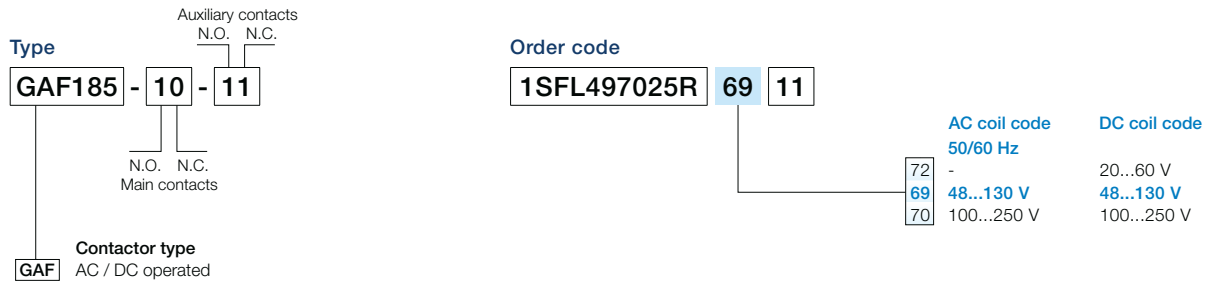 Auxiliary contacts
N.O. N.C.
Type
GAF185 - 10 - 11
N.O. N.C.
Main contacts
Contactor type
GAF AC / DC operated
Order code
1SFL497025R 69 11
AC coil code DC coil code
50/60 Hz
72 - 20...60 V
69 48...130 V 48...130 V
70 100...250 V 100...250 V